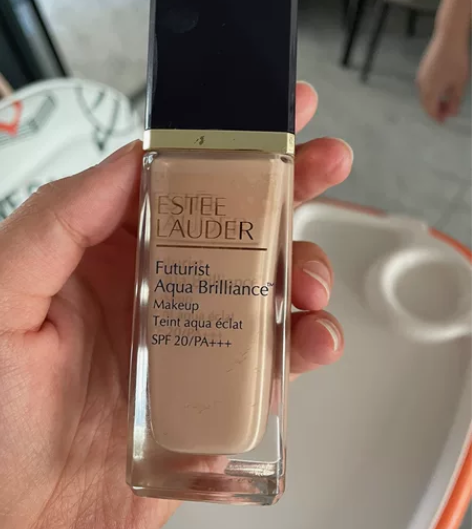 ESTEE
LAUDER
Futurist
Aqua Brilliance™
Makeup
Teint aqua éclat
SPF 20/PA+++